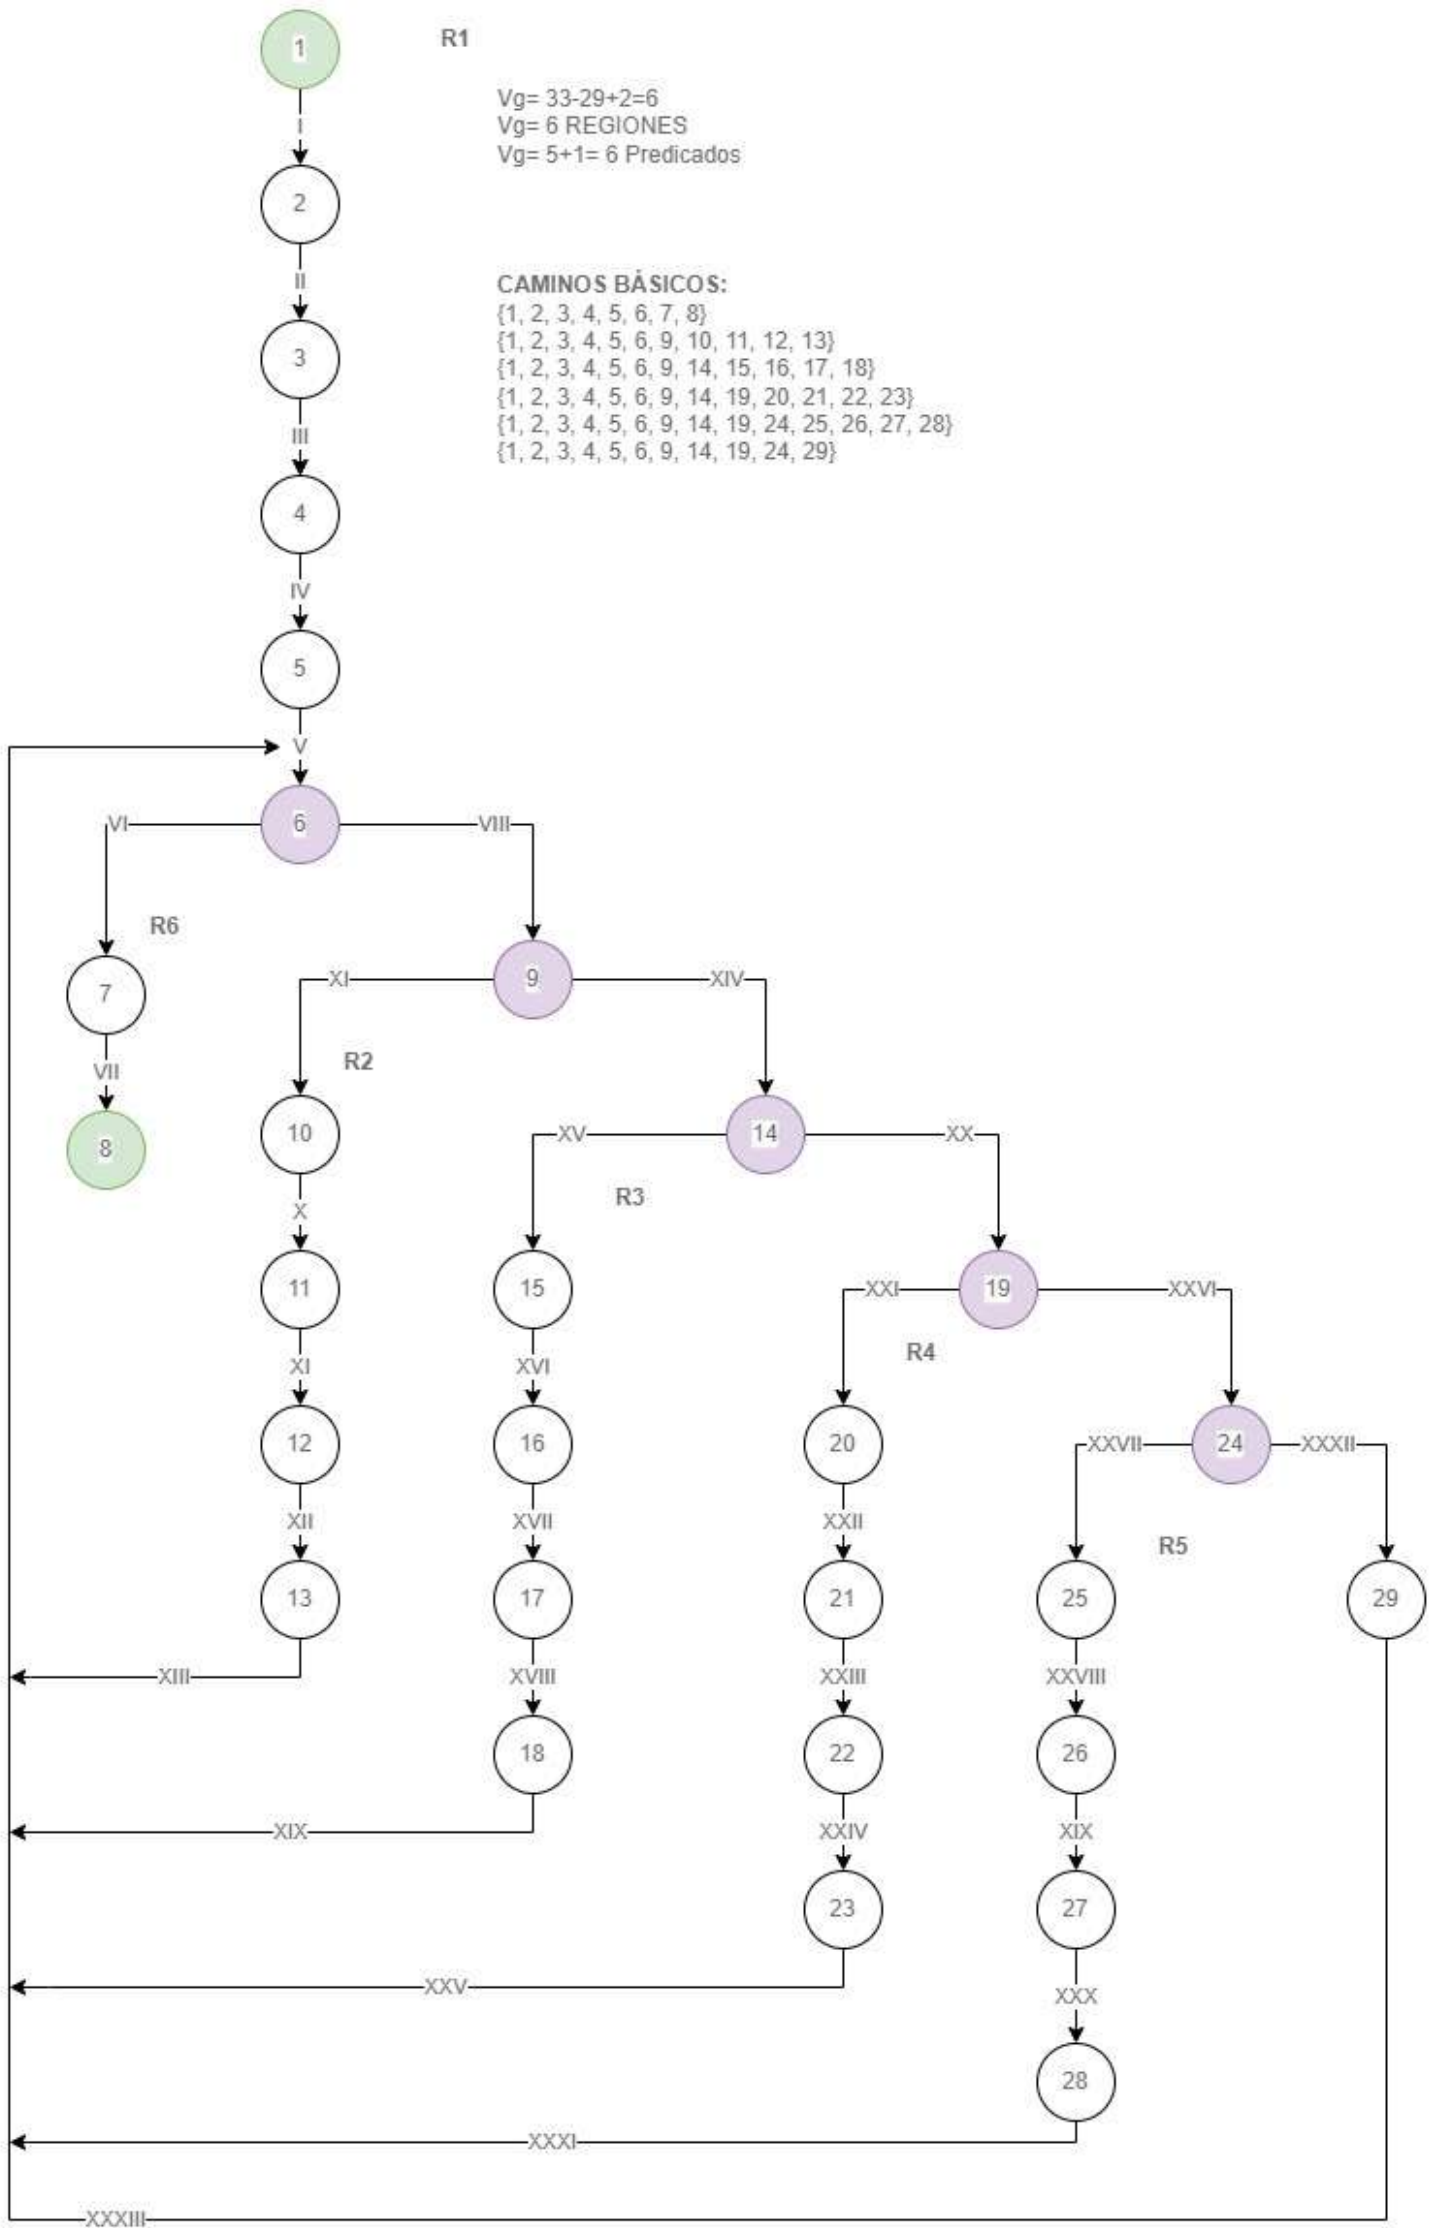 1
R1
Vg= 33-29+2=6
I
Vg= 6 REGIONES
Vg= 5+1= 6 Predicados
2
II
CAMINOS BÁSICOS:
{1, 2, 3, 4, 5, 6, 7, 8}
{1, 2, 3, 4, 5, 6, 9, 10, 11, 12, 13}
3
{1, 2, 3, 4, 5, 6, 9, 14, 15, 16, 17, 18}
{1, 2, 3, 4, 5, 6, 9, 14, 19, 20, 21, 22, 23}
{1, 2, 3, 4, 5, 6, 9, 14, 19, 24, 25, 26, 27, 28}
III
{1, 2, 3, 4, 5, 6, 9, 14, 19, 24, 29}
4
IV
5
V
VI 6 VIII
R6
7 XI 9 XIV
R2
VII
8 10 XV 14 XX
R3
X
11 15 XXI 19 XXVI
R4
XI XVI
12 16 20 XXVII 24 XXXII
XII XVII XXII
R5
13 17 21 25 29
XIII XVIII XXIII XXVIII
18 22 26
XIX XXIV XIX
23 27
XXV XXX
28
XXXI
XXXIII